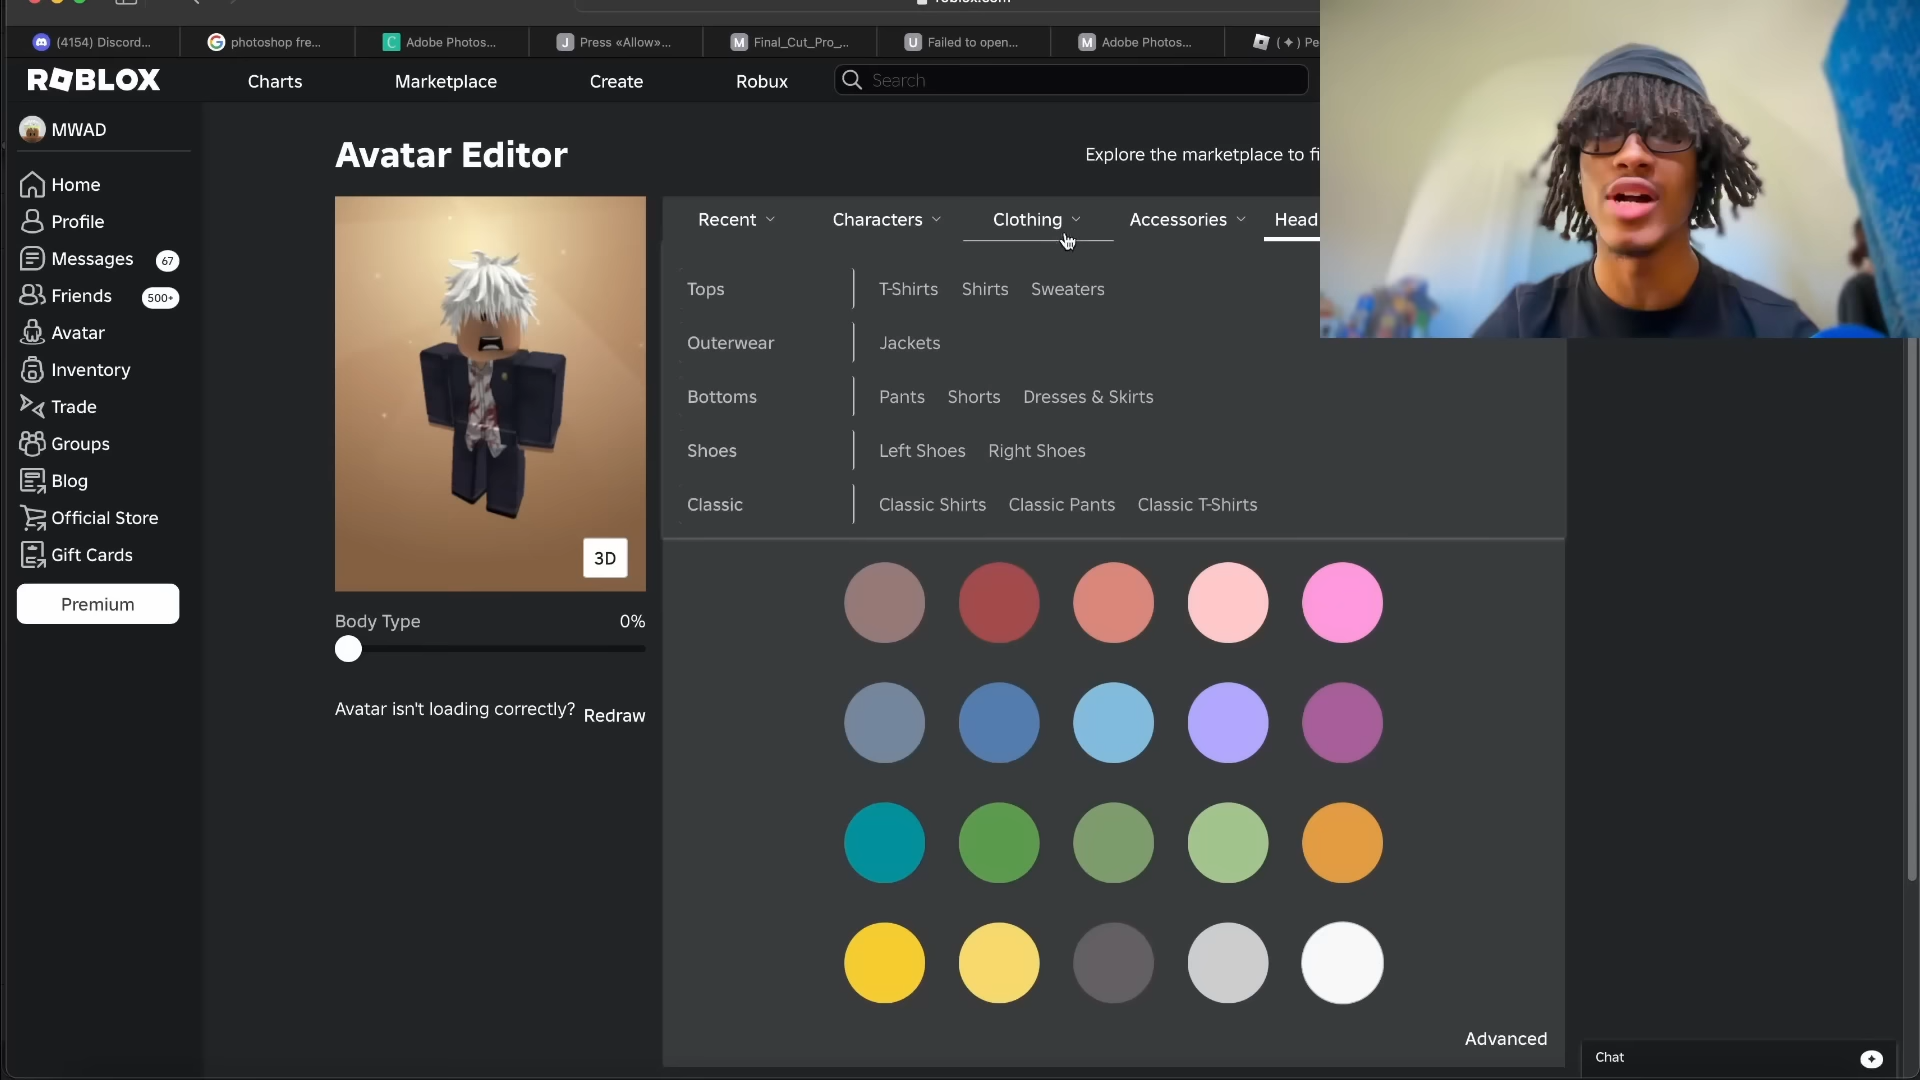 roblox.com
(4154) Discord...
photoshop fre...
Adobe Photos...
Press «Allow»...
Final_Cut_Pro_...
Failed to open...
Adobe Photos...
( ✦ ) Pe
ROBLOX
Charts
Marketplace
Create
Robux
Search
MWAD
Home
Profile
Messages 67
Friends 500+
Avatar
Inventory
Trade
Groups
Blog
Official Store
Gift Cards
Premium
Avatar Editor
Explore the marketplace to fi
3D
Body Type 0%
Avatar isn't loading correctly? Redraw
Recent Characters Clothing Accessories Head
Tops T-Shirts Shirts Sweaters
Outerwear Jackets
Bottoms Pants Shorts Dresses & Skirts
Shoes Left Shoes Right Shoes
Classic Classic Shirts Classic Pants Classic T-Shirts
Advanced
Chat